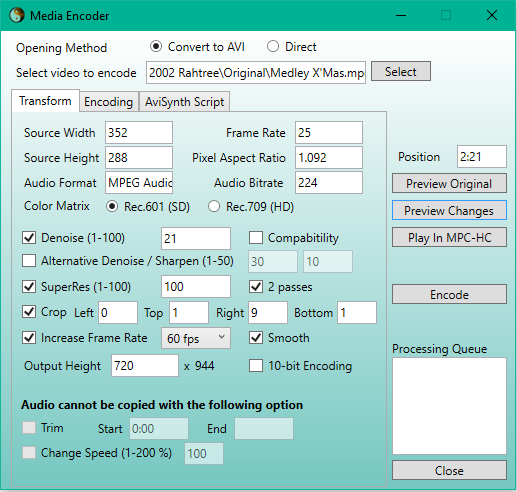 Media Encoder
Opening Method Convert to AVI Direct
Select video to encode 2002 Rahtree\Original\Medley X'Mas.mp Select
Transform Encoding AviSynth Script
Source Width 352 Frame Rate 25
Source Height 288 Pixel Aspect Ratio 1.092 Position 2:21
Audio Format MPEG Audio Audio Bitrate 224 Preview Original
Color Matrix Rec.601 (SD) Rec.709 (HD) Preview Changes
Denoise (1-100) 21 Compability Play In MPC-HC
Alternative Denoise / Sharpen (1-50) 30 10
SuperRes (1-100) 100 2 passes Encode
Crop Left 0 Top 1 Right 9 Bottom 1
Increase Frame Rate 60 fps Smooth
Processing Queue
Output Height 720 x 944 10-bit Encoding
Audio cannot be copied with the following option
Trim Start 0:00 End
Change Speed (1-200 %) 100
Close